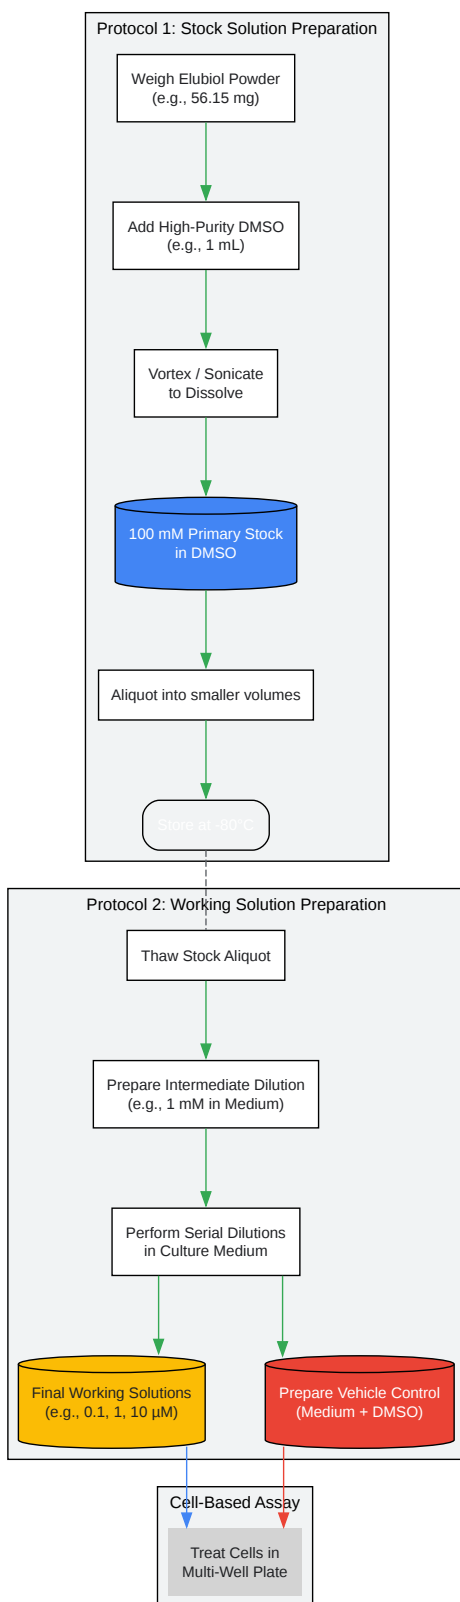 Protocol 1: Stock Solution Preparation
Weigh Elubiol Powder
(e.g., 56.15 mg)
Add High-Purity DMSO
(e.g., 1 mL)
Vortex / Sonicate
to Dissolve
100 mM Primary Stock
in DMSO
Aliquot into smaller volumes
Store at -80°C
Protocol 2: Working Solution Preparation
Thaw Stock Aliquot
Prepare Intermediate Dilution
(e.g., 1 mM in Medium)
Perform Serial Dilutions
in Culture Medium
Final Working Solutions
(e.g., 0.1, 1, 10 µM)
Prepare Vehicle Control
(Medium + DMSO)
Cell-Based Assay
Treat Cells in
Multi-Well Plate